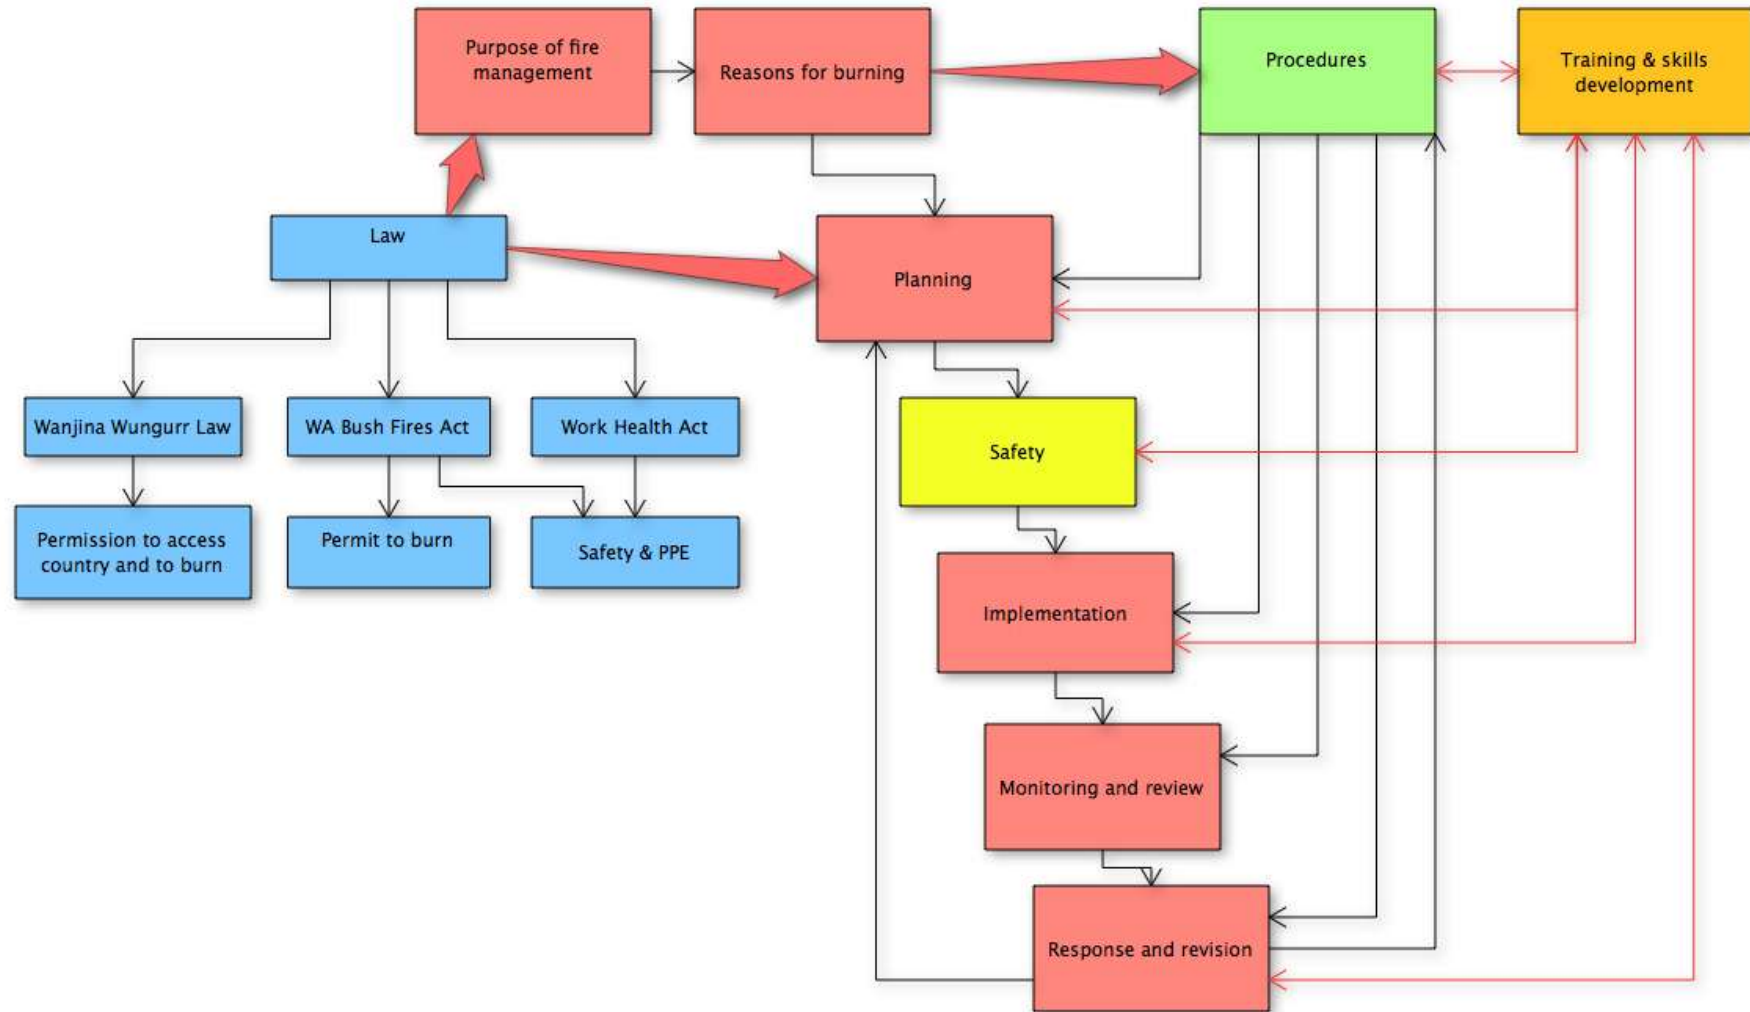 Purpose of fire
management
Reasons for burning
Procedures
Training & skills
development
Law
Planning
Wanjina Wungurr Law
WA Bush Fires Act
Work Health Act
Safety
Permission to access
country and to burn
Permit to burn
Safety & PPE
Implementation
Monitoring and review
Response and revision